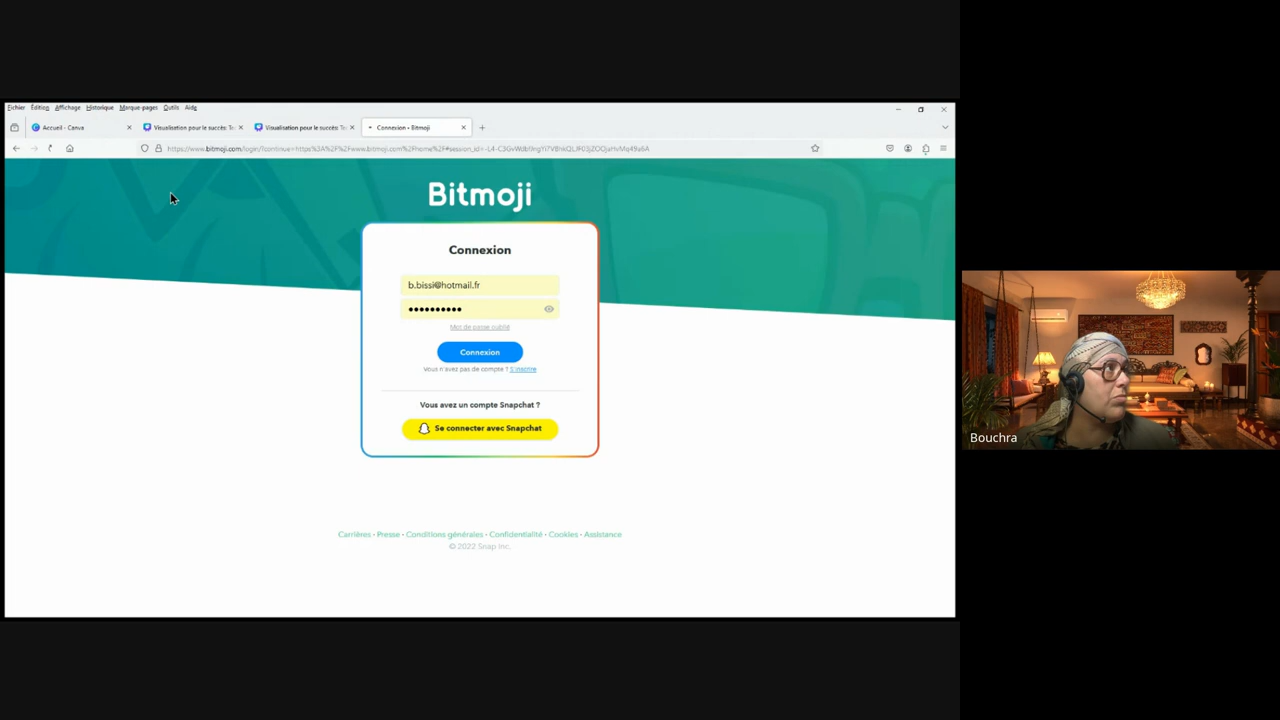 Fichier Édition Affichage Historique Marque-pages Outils Aide
Accueil - Canva
Visualisation pour le succès: Te
Visualisation pour le succès: Te
Connexion • Bitmoji
Bitmoji
Connexion
b.bissi@hotmail.fr
Mot de passe oublié
Connexion
Vous n'avez pas de compte ? S'inscrire
Vous avez un compte Snapchat ?
Se connecter avec Snapchat
Carrières • Presse • Conditions générales • Confidentialité • Cookies • Assistance
© 2022 Snap Inc.
Bouchra